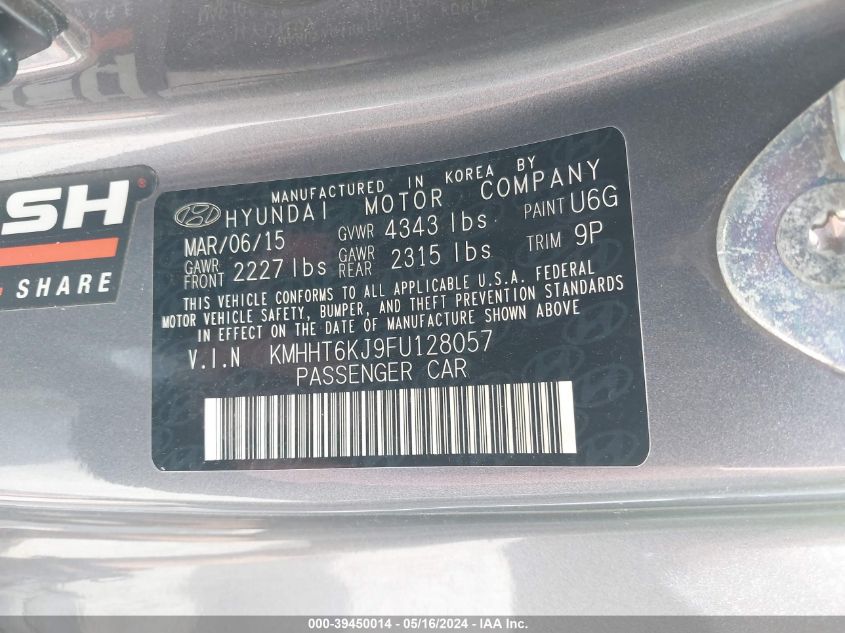 SH®
SHARE
MANUFACTURED IN KOREA BY
HYUNDAI MOTOR COMPANY
MAR/06/15 GVWR 4343 lbs PAINT U6G
GAWR FRONT 2227 lbs GAWR REAR 2315 lbs TRIM 9P
THIS VEHICLE CONFORMS TO ALL APPLICABLE U.S.A. FEDERAL
MOTOR VEHICLE SAFETY, BUMPER, AND THEFT PREVENTION STANDARDS
IN EFFECT ON THE DATE OF MANUFACTURE SHOWN ABOVE
V.I.N KMHHT6KJ9FU128057
PASSENGER CAR
000-39450014 - 05/16/2024 - IAAI.COM